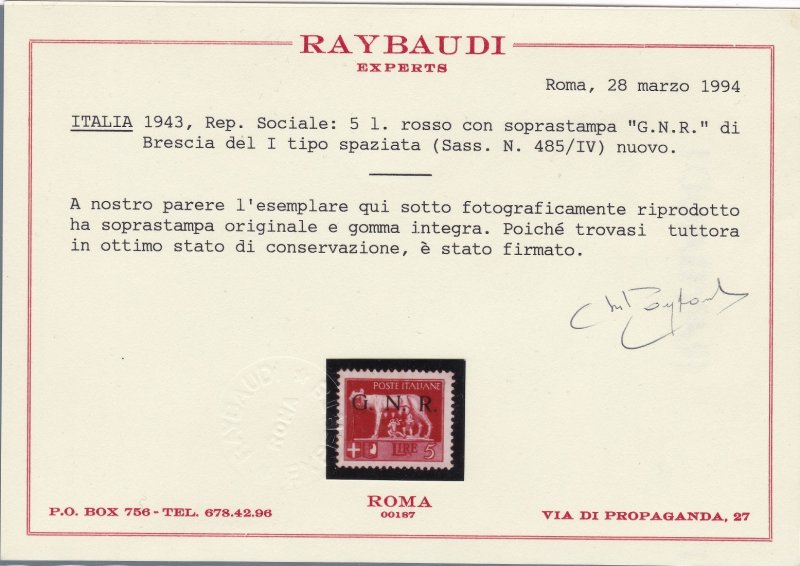 RAYBAUDI
EXPERTS
Roma, 28 marzo 1994
ITALIA 1943, Rep. Sociale: 5 l. rosso con soprastampa "G.N.R." di
Brescia del I tipo spaziata (Sass. N. 485/IV) nuovo.
A nostro parere l'esemplare qui sotto fotograficamente riprodotto
ha soprastampa originale e gomma integra. Poiché trovasi tuttora
in ottimo stato di conservazione, è stato firmato.
POSTE ITALIANE
G. N. R.
LIRE 5
RAYBAUDI
ROMA
ROMA
00187
P.O. BOX 756 - TEL. 678.42.96
VIA DI PROPAGANDA, 27